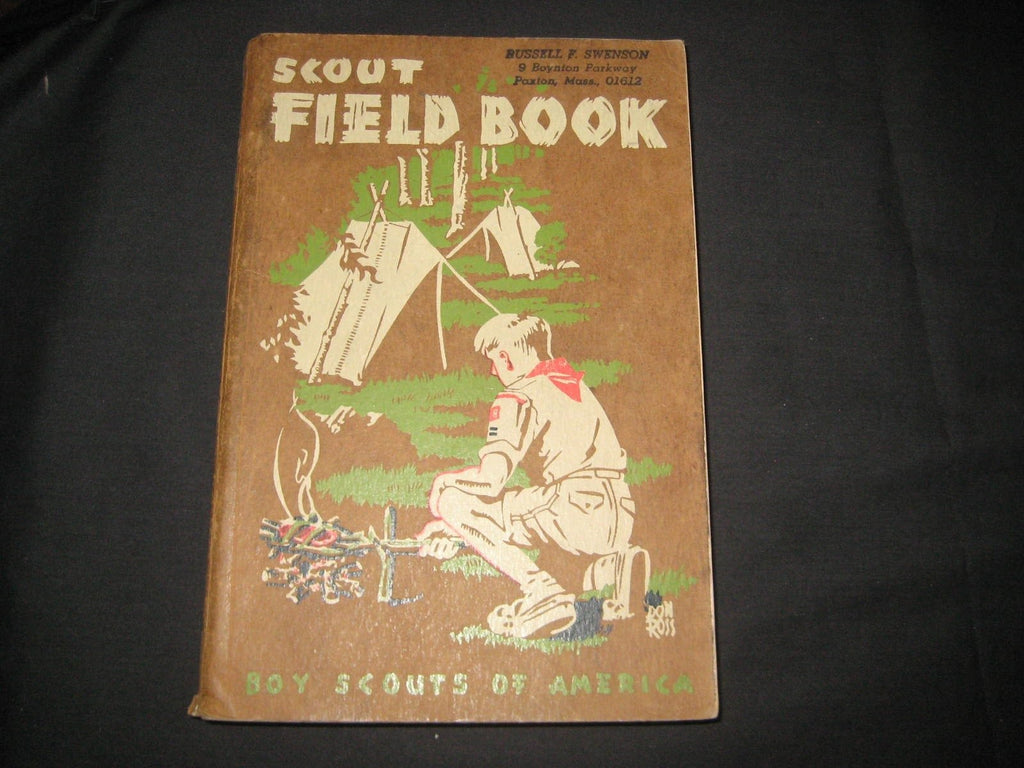 SCOUT
FIELD BOOK
RUSSELL F. SWENSON
9 Boynton Parkway
Paxton, Mass., 01612
DON
ROSS
BOY SCOUTS OF AMERICA